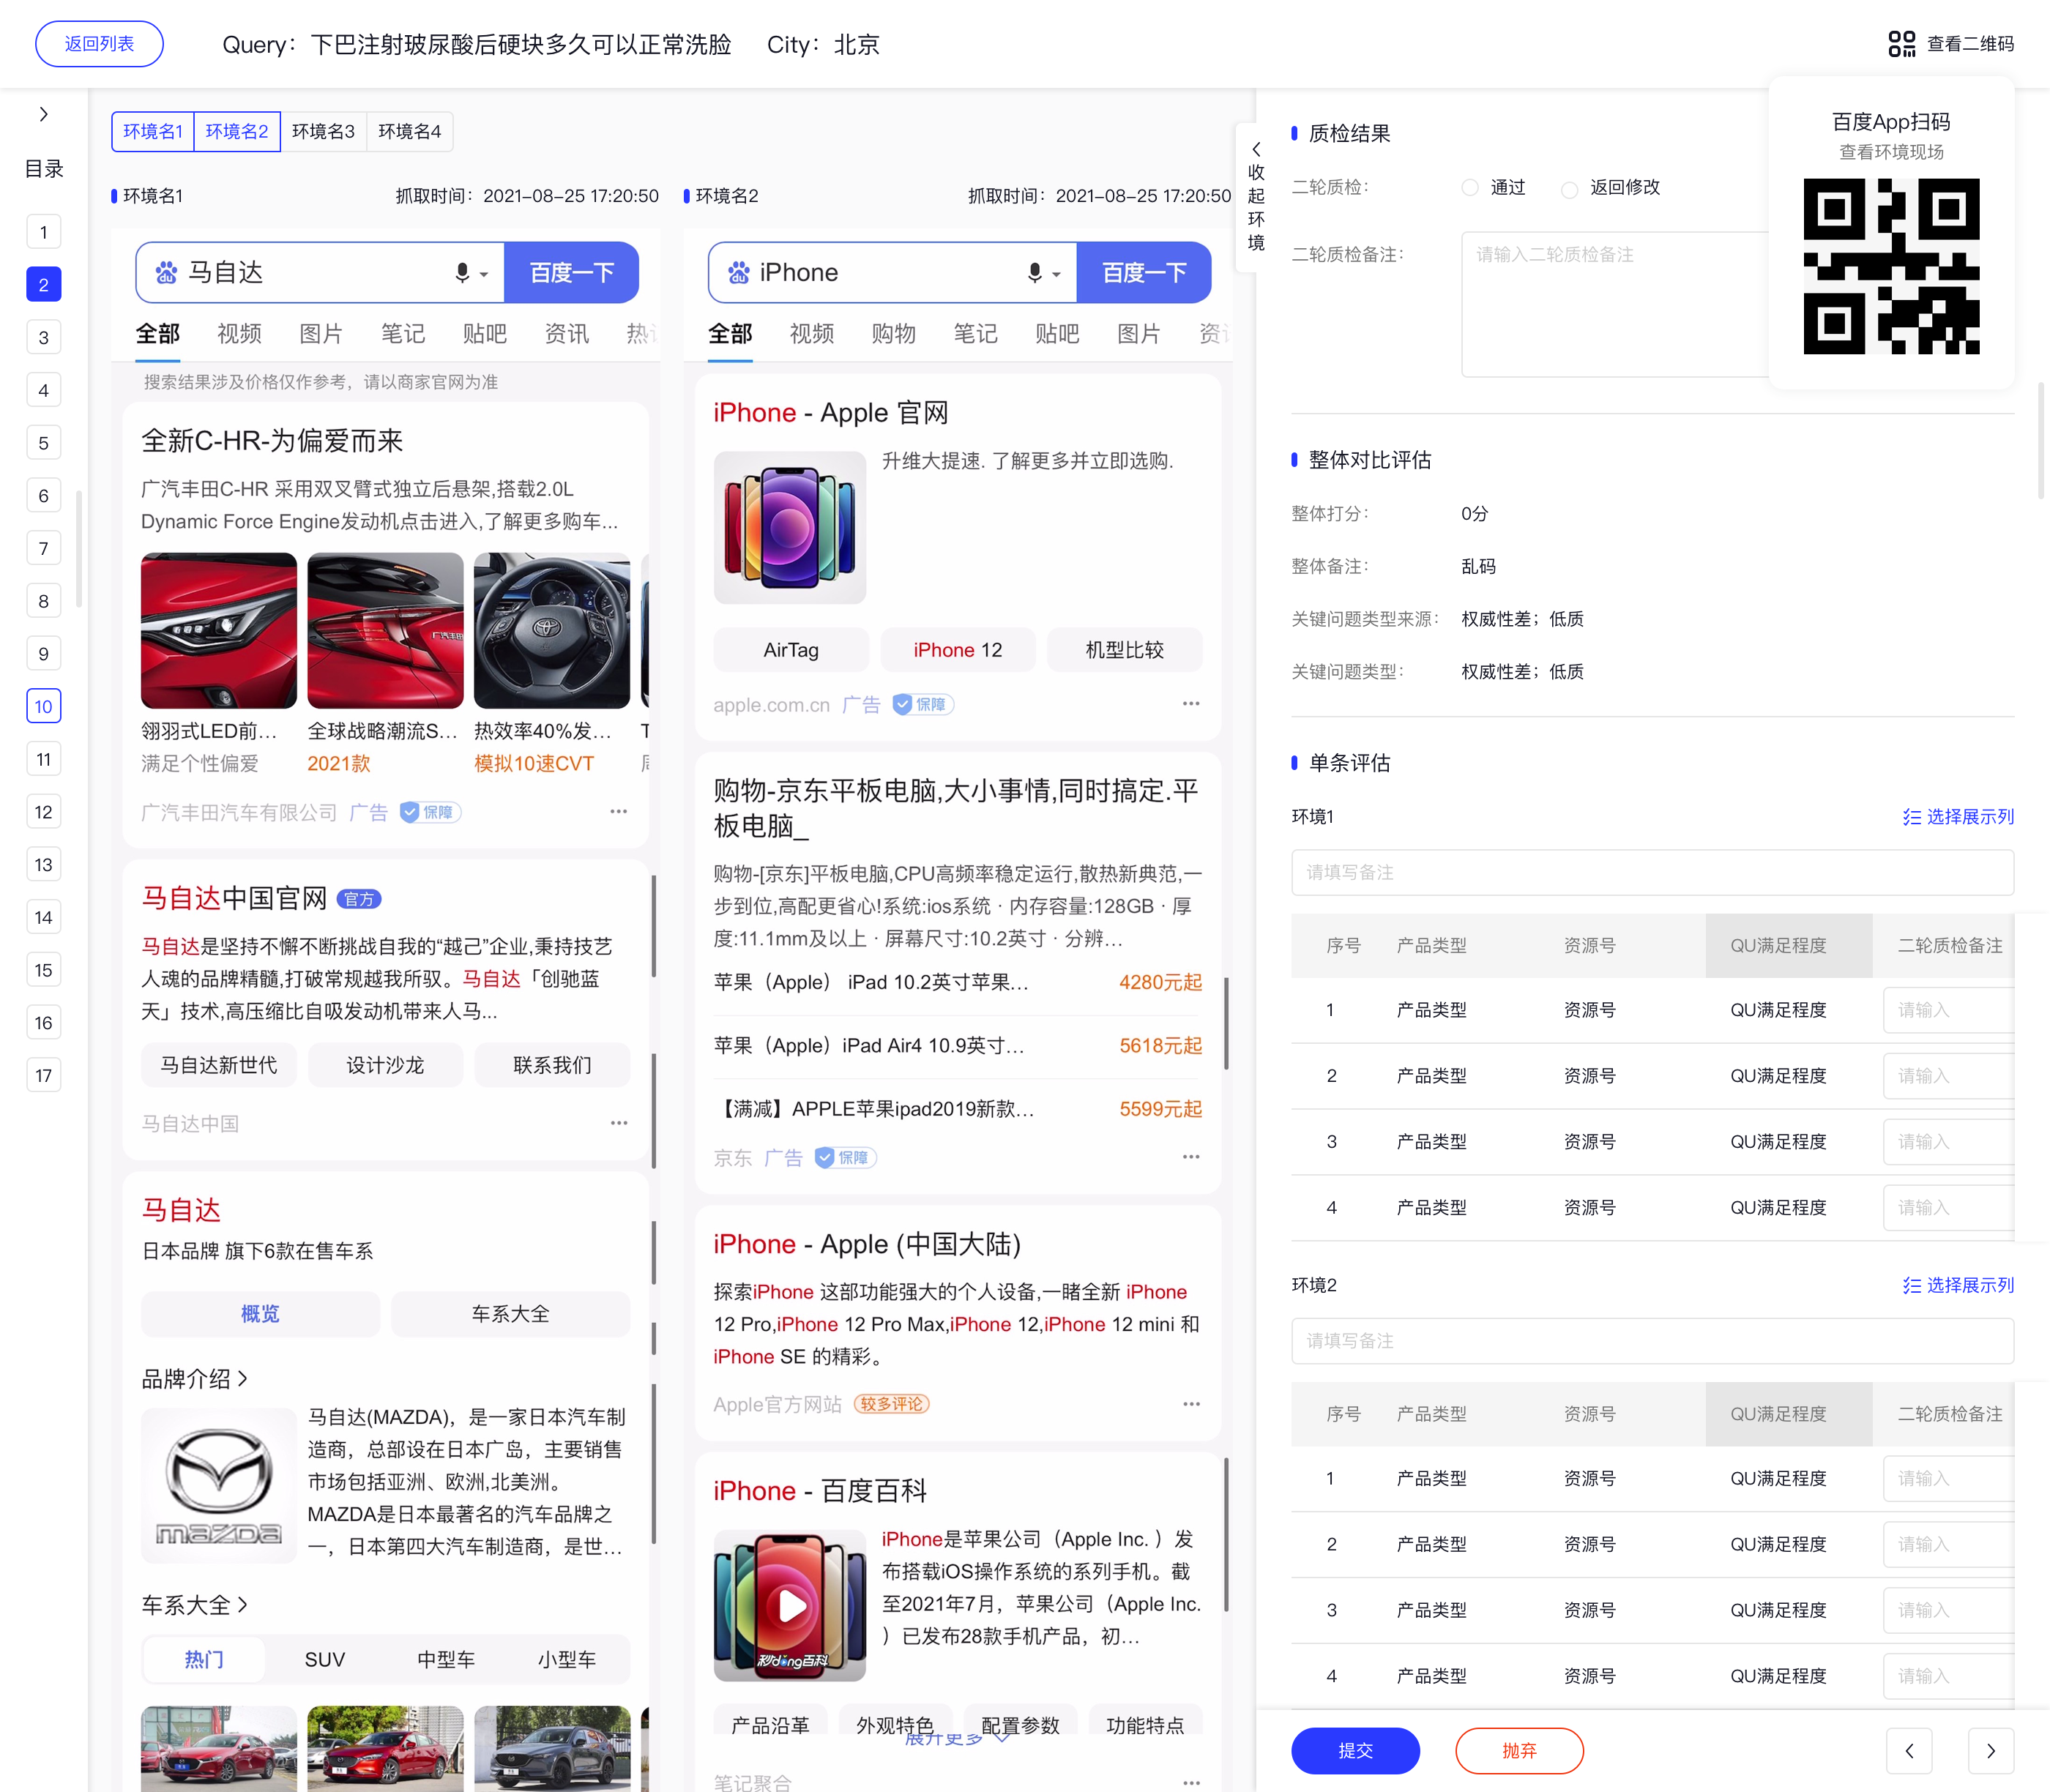 返回列表
Query：下巴注射玻尿酸后硬块多久可以正常洗脸 City：北京
查看二维码
目录
1
2
3
4
5
6
7
8
9
10
11
12
13
14
15
16
17
环境名1 环境名2 环境名3 环境名4
环境名1 抓取时间：2021-08-25 17:20:50
马自达 百度一下
全部 视频 图片 笔记 贴吧 资讯
搜索结果涉及价格仅作参考，请以商家官网为准
全新C-HR-为偏爱而来
广汽丰田C-HR 采用双叉臂式独立后悬架,搭载2.0L
Dynamic Force Engine发动机点击进入,了解更多购车...
翎羽式LED前... 全球战略潮流S... 热效率40%发...
满足个性偏爱 2021款 模拟10速CVT
广汽丰田汽车有限公司 广告 保障
马自达中国官网 官方
马自达是坚持不懈不断挑战自我的“越己”企业,秉持技艺
人魂的品牌精髓,打破常规越我所驭。马自达「创驰蓝
天」技术,高压缩比自吸发动机带来人马...
马自达新世代 设计沙龙 联系我们
马自达中国
马自达
日本品牌 旗下6款在售车系
概览 车系大全
品牌介绍
马自达(MAZDA)，是一家日本汽车制
造商，总部设在日本广岛，主要销售
市场包括亚洲、欧洲,北美洲。
MAZDA是日本最著名的汽车品牌之
一，日本第四大汽车制造商，是世...
mazda
车系大全
热门 SUV 中型车 小型车
环境名2 抓取时间：2021-08-25 17:20:50
iPhone 百度一下
全部 视频 购物 笔记 贴吧 图片
iPhone - Apple 官网
升维大提速. 了解更多并立即选购.
AirTag iPhone 12 机型比较
apple.com.cn 广告 保障
购物-京东平板电脑,大小事情,同时搞定.平
板电脑_
购物-[京东]平板电脑,CPU高频率稳定运行,散热新典范,一
步到位,高配更省心!系统:ios系统 · 内存容量:128GB · 厚
度:11.1mm及以上 · 屏幕尺寸:10.2英寸 · 分辨...
苹果（Apple） iPad 10.2英寸苹果... 4280元起
苹果（Apple）iPad Air4 10.9英寸... 5618元起
【满减】APPLE苹果ipad2019新款... 5599元起
京东 广告 保障
iPhone - Apple (中国大陆)
探索iPhone 这部功能强大的个人设备,一睹全新 iPhone
12 Pro,iPhone 12 Pro Max,iPhone 12,iPhone 12 mini 和
iPhone SE 的精彩。
Apple官方网站 较多评论
iPhone - 百度百科
iPhone是苹果公司（Apple Inc. ）发
布搭载iOS操作系统的系列手机。截
至2021年7月，苹果公司（Apple Inc.
）已发布28款手机产品，初...
秒dong百科
产品沿革 外观特色 配置参数 功能特点
展开更多
笔记聚合
收起环境
质检结果
二轮质检： 通过 返回修改
二轮质检备注： 请输入二轮质检备注
百度App扫码
查看环境现场
整体对比评估
整体打分： 0分
整体备注： 乱码
关键问题类型来源： 权威性差；低质
关键问题类型： 权威性差；低质
单条评估
环境1 选择展示列
请填写备注
序号 产品类型 资源号 QU满足程度 二轮质检备注
1 产品类型 资源号 QU满足程度 请输入
2 产品类型 资源号 QU满足程度 请输入
3 产品类型 资源号 QU满足程度 请输入
4 产品类型 资源号 QU满足程度 请输入
环境2 选择展示列
请填写备注
序号 产品类型 资源号 QU满足程度 二轮质检备注
1 产品类型 资源号 QU满足程度 请输入
2 产品类型 资源号 QU满足程度 请输入
3 产品类型 资源号 QU满足程度 请输入
4 产品类型 资源号 QU满足程度 请输入
提交 抛弃